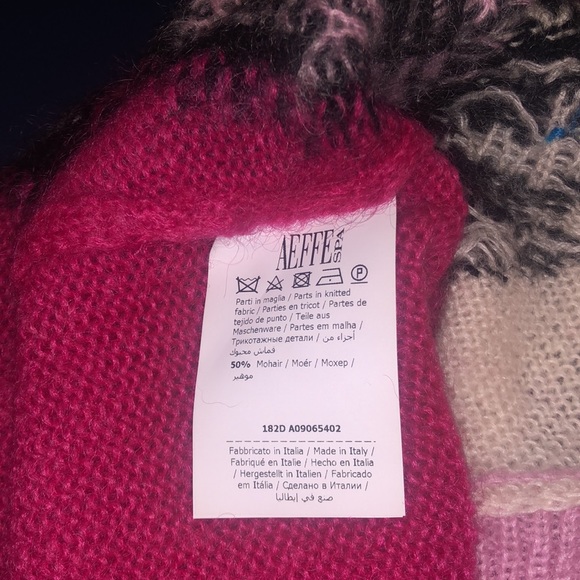 AEFFE SPA
P
Parti in maglia / Parts in knitted
fabric / Parties en tricot / Partes de
tejido de punto / Teile aus
Maschenware / Partes em malha /
Трикотажные детали / أجزاء من
قماش محبوك
50% Mohair / Moér / Мохер /
موهير
182D A09065402
Fabbricato in Italia / Made in Italy /
Fabriqué en Italie / Hecho en Italia
/ Hergestellt in Italien / Fabricado
em Itália / Сделано в Италии /
صنع في إيطاليا